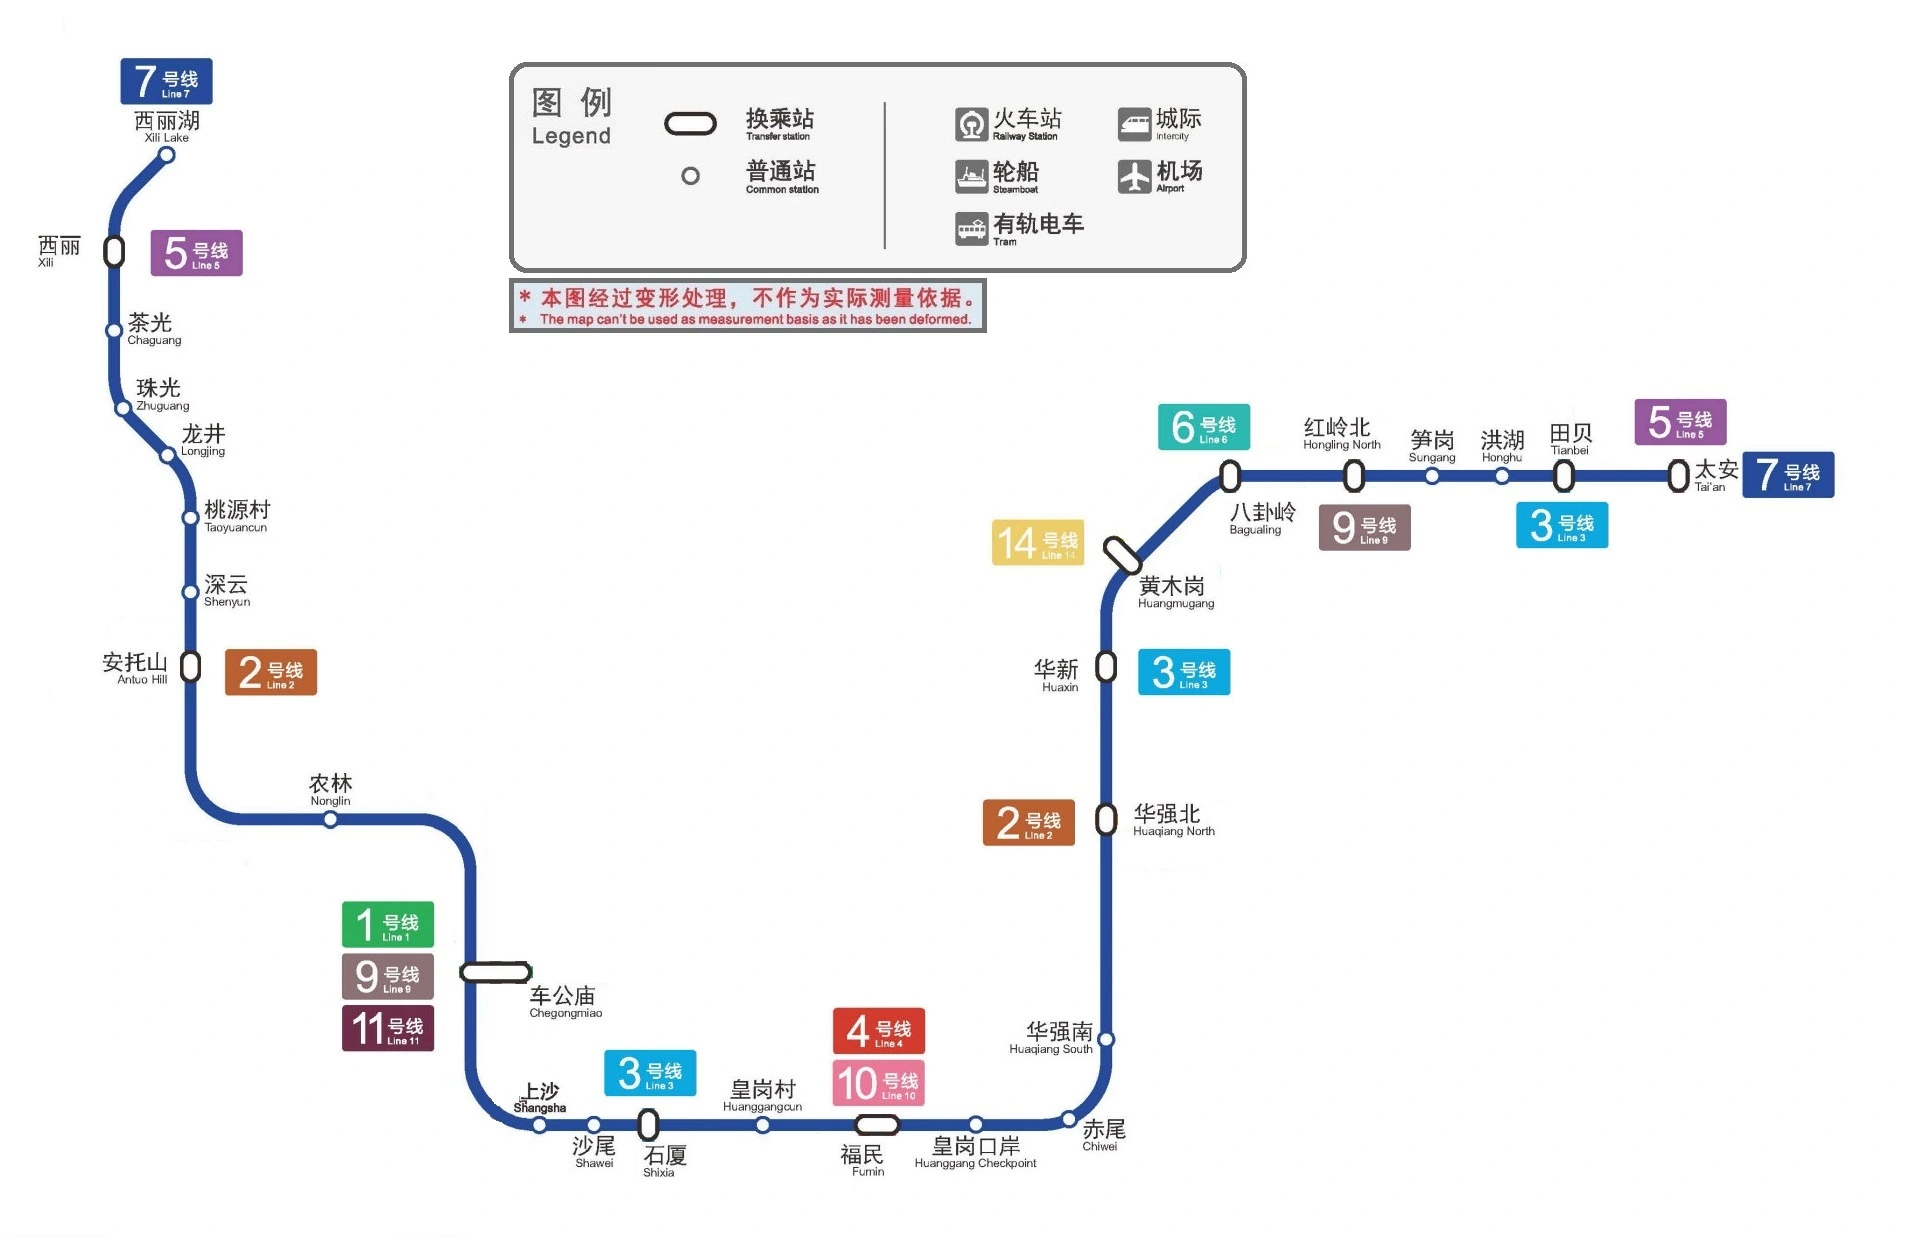 7号线
Line 7
西丽湖
Xili Lake
图 例
Legend
换乘站
Transfer station
普通站
Common station
火车站
Railway Station
轮船
Steamboat
有轨电车
Tram
城际
Intercity
机场
Airport
* 本图经过变形处理，不作为实际测量依据。
* The map can't be used as measurement basis as it has been deformed.
西丽
Xili
5号线
Line 5
茶光
Chaguang
珠光
Zhuguang
龙井
Longjing
桃源村
Taoyuancun
深云
Shenyun
安托山
Antuo Hill
2号线
Line 2
农林
Nonglin
1号线
Line 1
9号线
Line 9
11号线
Line 11
车公庙
Chegongmiao
上沙
Shangsha
沙尾
Shawei
3号线
Line 3
石厦
Shixia
皇岗村
Huanggangcun
4号线
Line 4
10号线
Line 10
福民
Fumin
皇岗口岸
Huanggang Checkpoint
赤尾
Chiwei
华强南
Huaqiang South
2号线
Line 2
华强北
Huaqiang North
华新
Huaxin
3号线
Line 3
14号线
Line 14
黄木岗
Huangmugang
6号线
Line 6
八卦岭
Bagualing
红岭北
Hongling North
9号线
Line 9
笋岗
Sungang
洪湖
Honghu
田贝
Tianbei
3号线
Line 3
5号线
Line 5
太安
Tai'an
7号线
Line 7